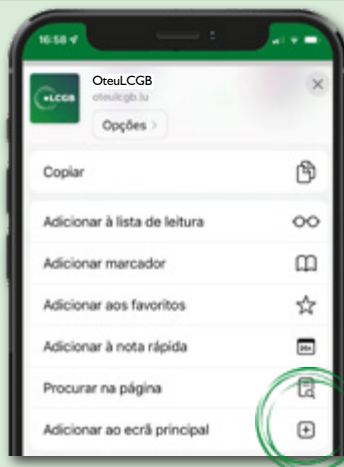 16:58
OteuLCGB
LCGB
oteulcgb.lu
Opções >
Copiar
Adicionar à lista de leitura
Adicionar marcador
Adicionar aos favoritos
Adicionar à nota rápida
Procurar na página
Adicionar ao ecrã principal